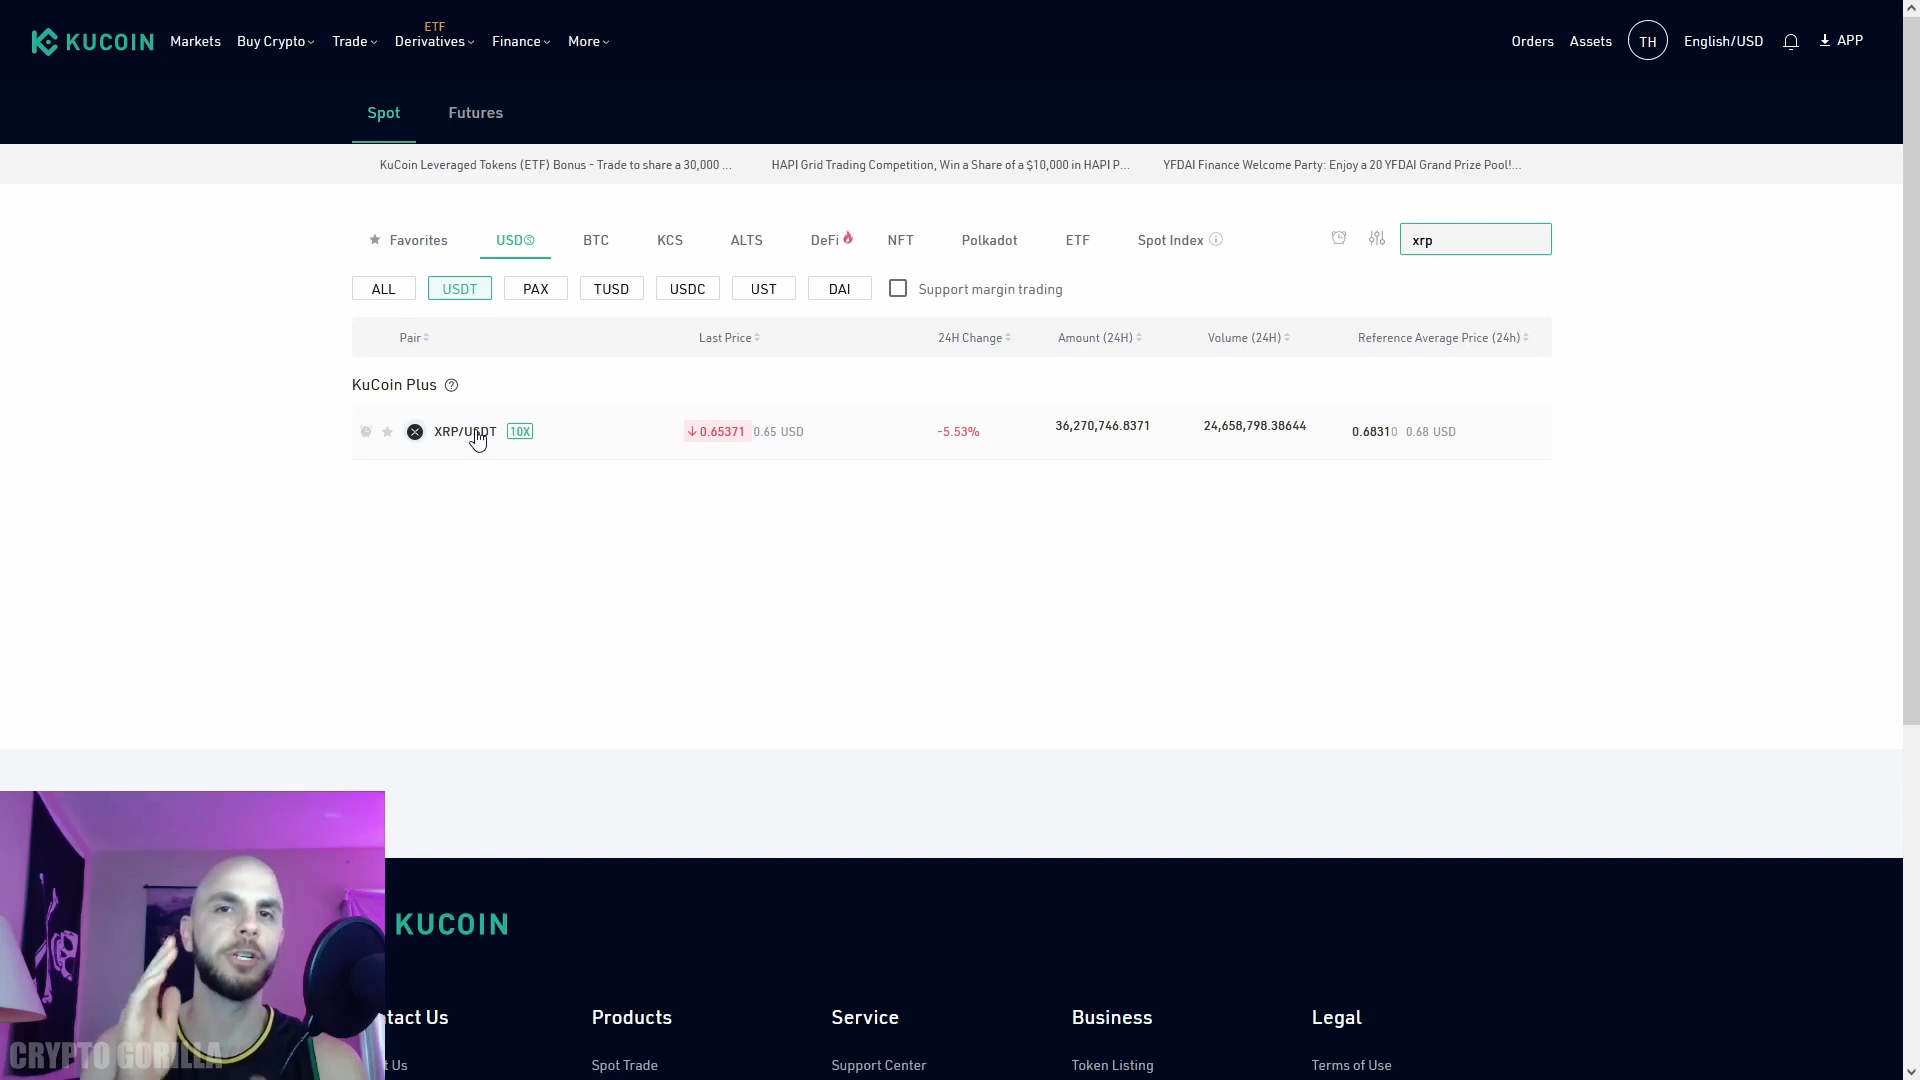 KUCOIN Markets Buy Crypto Trade ETF Derivatives Finance More Orders Assets TH English/USD APP
Spot Futures
KuCoin Leveraged Tokens (ETF) Bonus - Trade to share a 30,000 ... HAPI Grid Trading Competition, Win a Share of a $10,000 in HAPI P... YFDAI Finance Welcome Party: Enjoy a 20 YFDAI Grand Prize Pool!...
Favorites USDⓈ BTC KCS ALTS DeFi NFT Polkadot ETF Spot Index xrp
ALL USDT PAX TUSD USDC UST DAI Support margin trading
Pair Last Price 24H Change Amount (24H) Volume (24H) Reference Average Price (24h)
KuCoin Plus
XRP/USDT 10X 0.65371 0.65 USD -5.53% 36,270,746.8371 24,658,798.38644 0.68310 0.68 USD
KUCOIN
tact Us Products Service Business Legal
t Us Spot Trade Support Center Token Listing Terms of Use
CRYPTO GORILLA